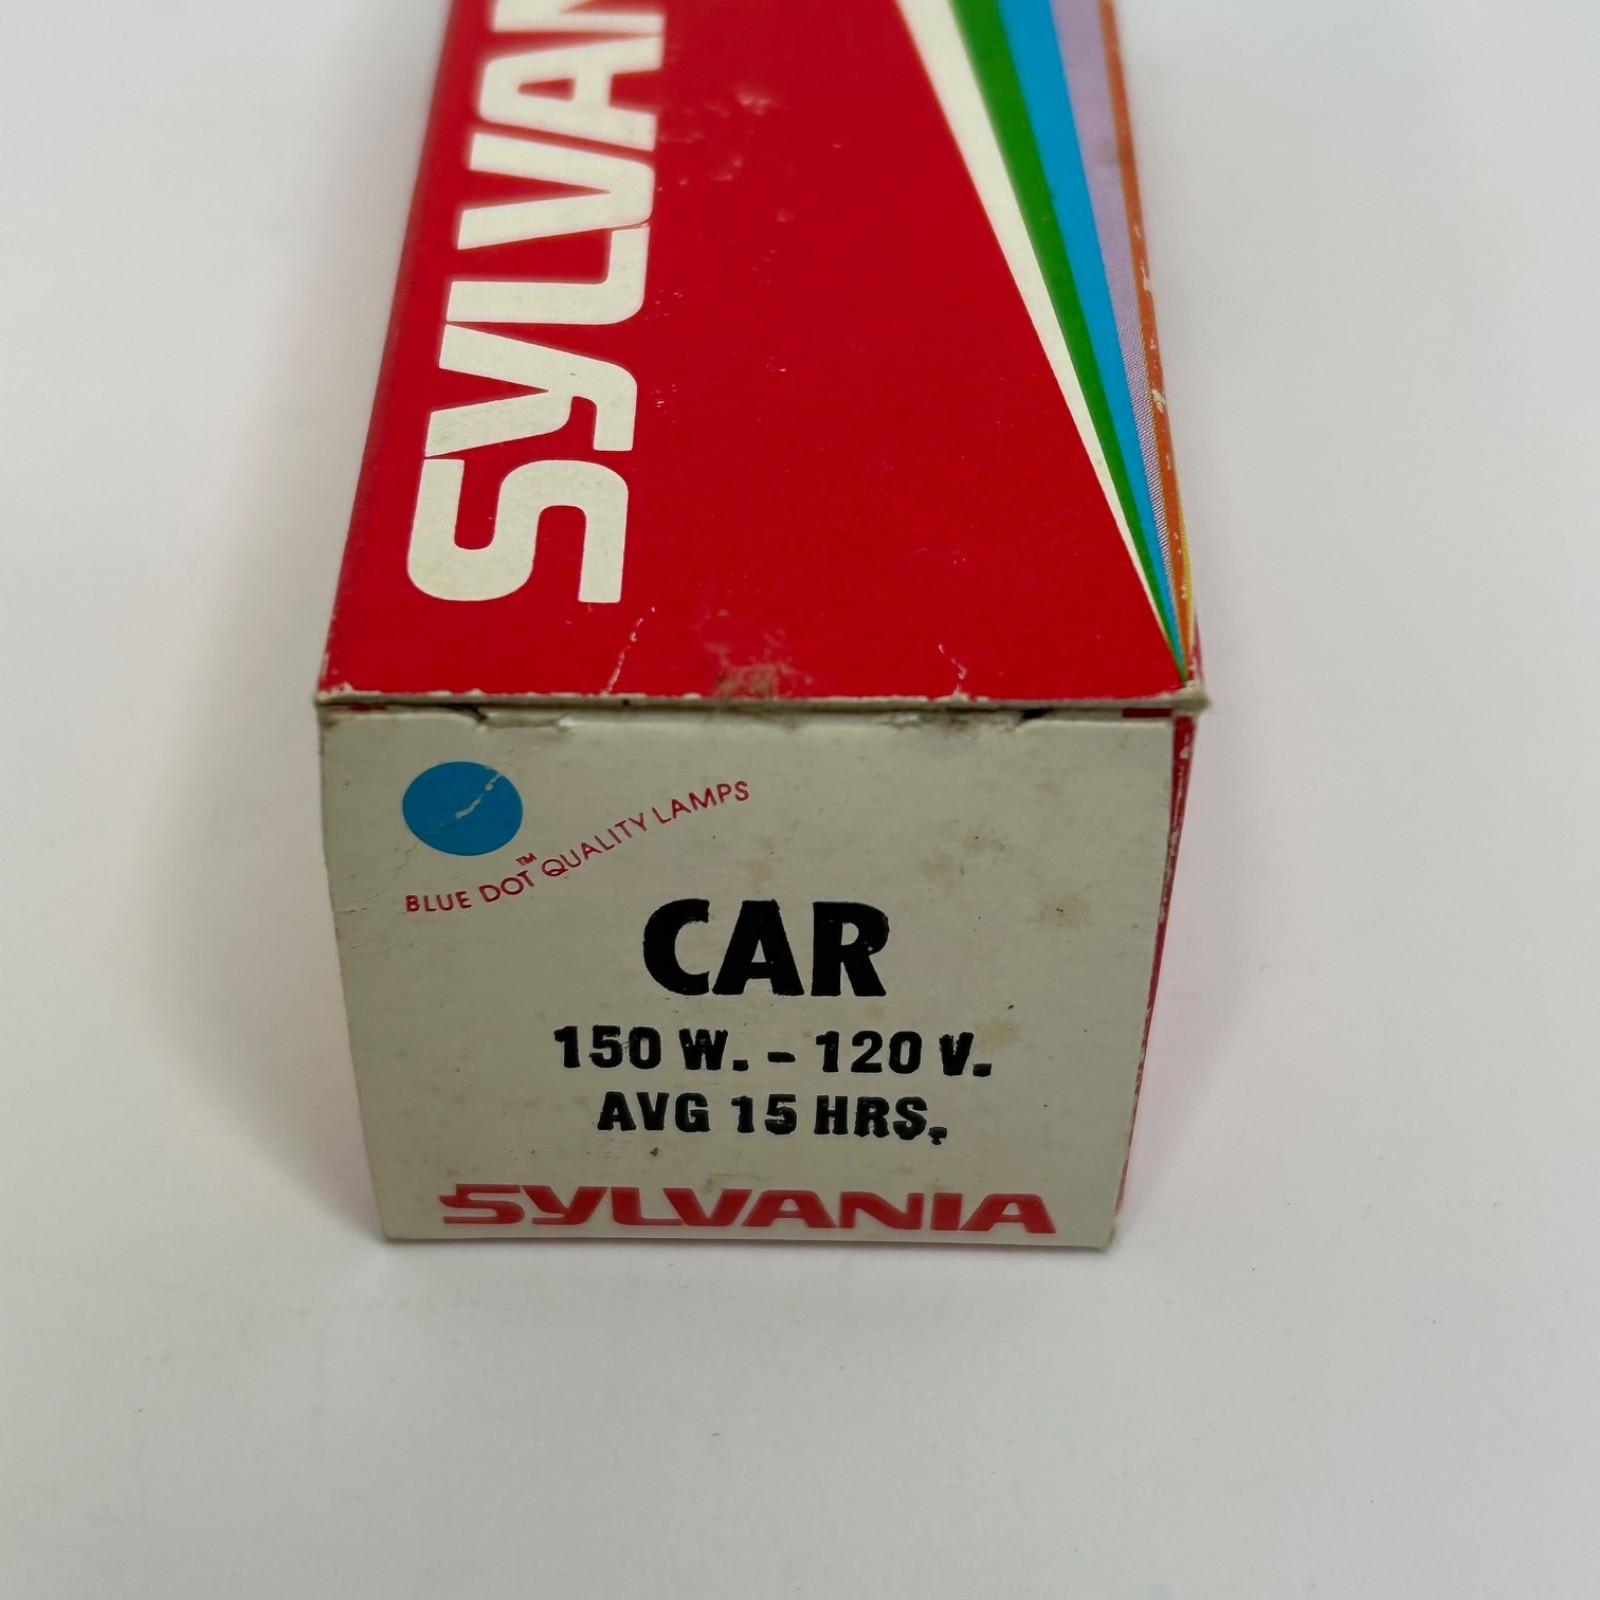 SYLVAN
BLUE DOT™ QUALITY LAMPS
CAR
150 W. - 120 V.
AVG 15 HRS.
SYLVANIA